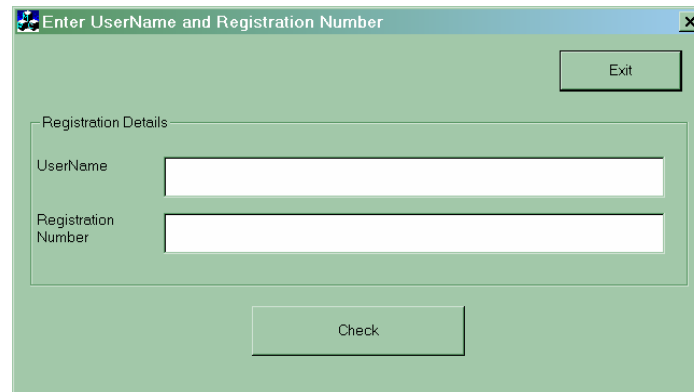 Enter UserName and Registration Number
Exit
Registration Details
UserName
Registration
Number
Check